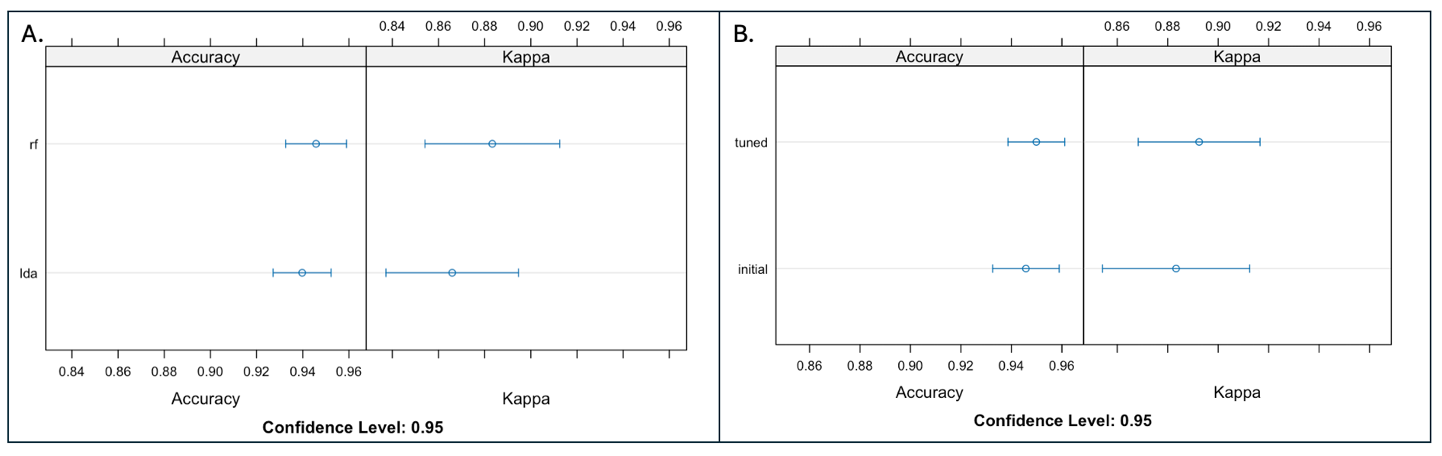 A.
0.84 0.86 0.88 0.90 0.92 0.94 0.96
Accuracy Kappa
rf
lda
0.84 0.86 0.88 0.90 0.92 0.94 0.96
Accuracy Kappa
Confidence Level: 0.95
B.
0.86 0.88 0.90 0.92 0.94 0.96
Accuracy Kappa
tuned
initial
0.86 0.88 0.90 0.92 0.94 0.96
Accuracy Kappa
Confidence Level: 0.95